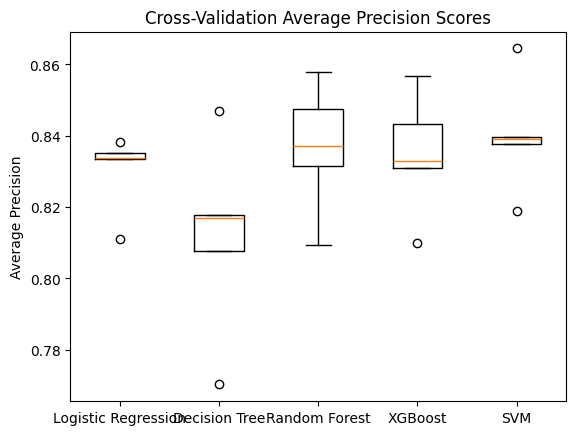 Cross-Validation Average Precision Scores
Average Precision
0.86
0.84
0.82
0.80
0.78
Logistic Regression Decision Tree Random Forest XGBoost SVM